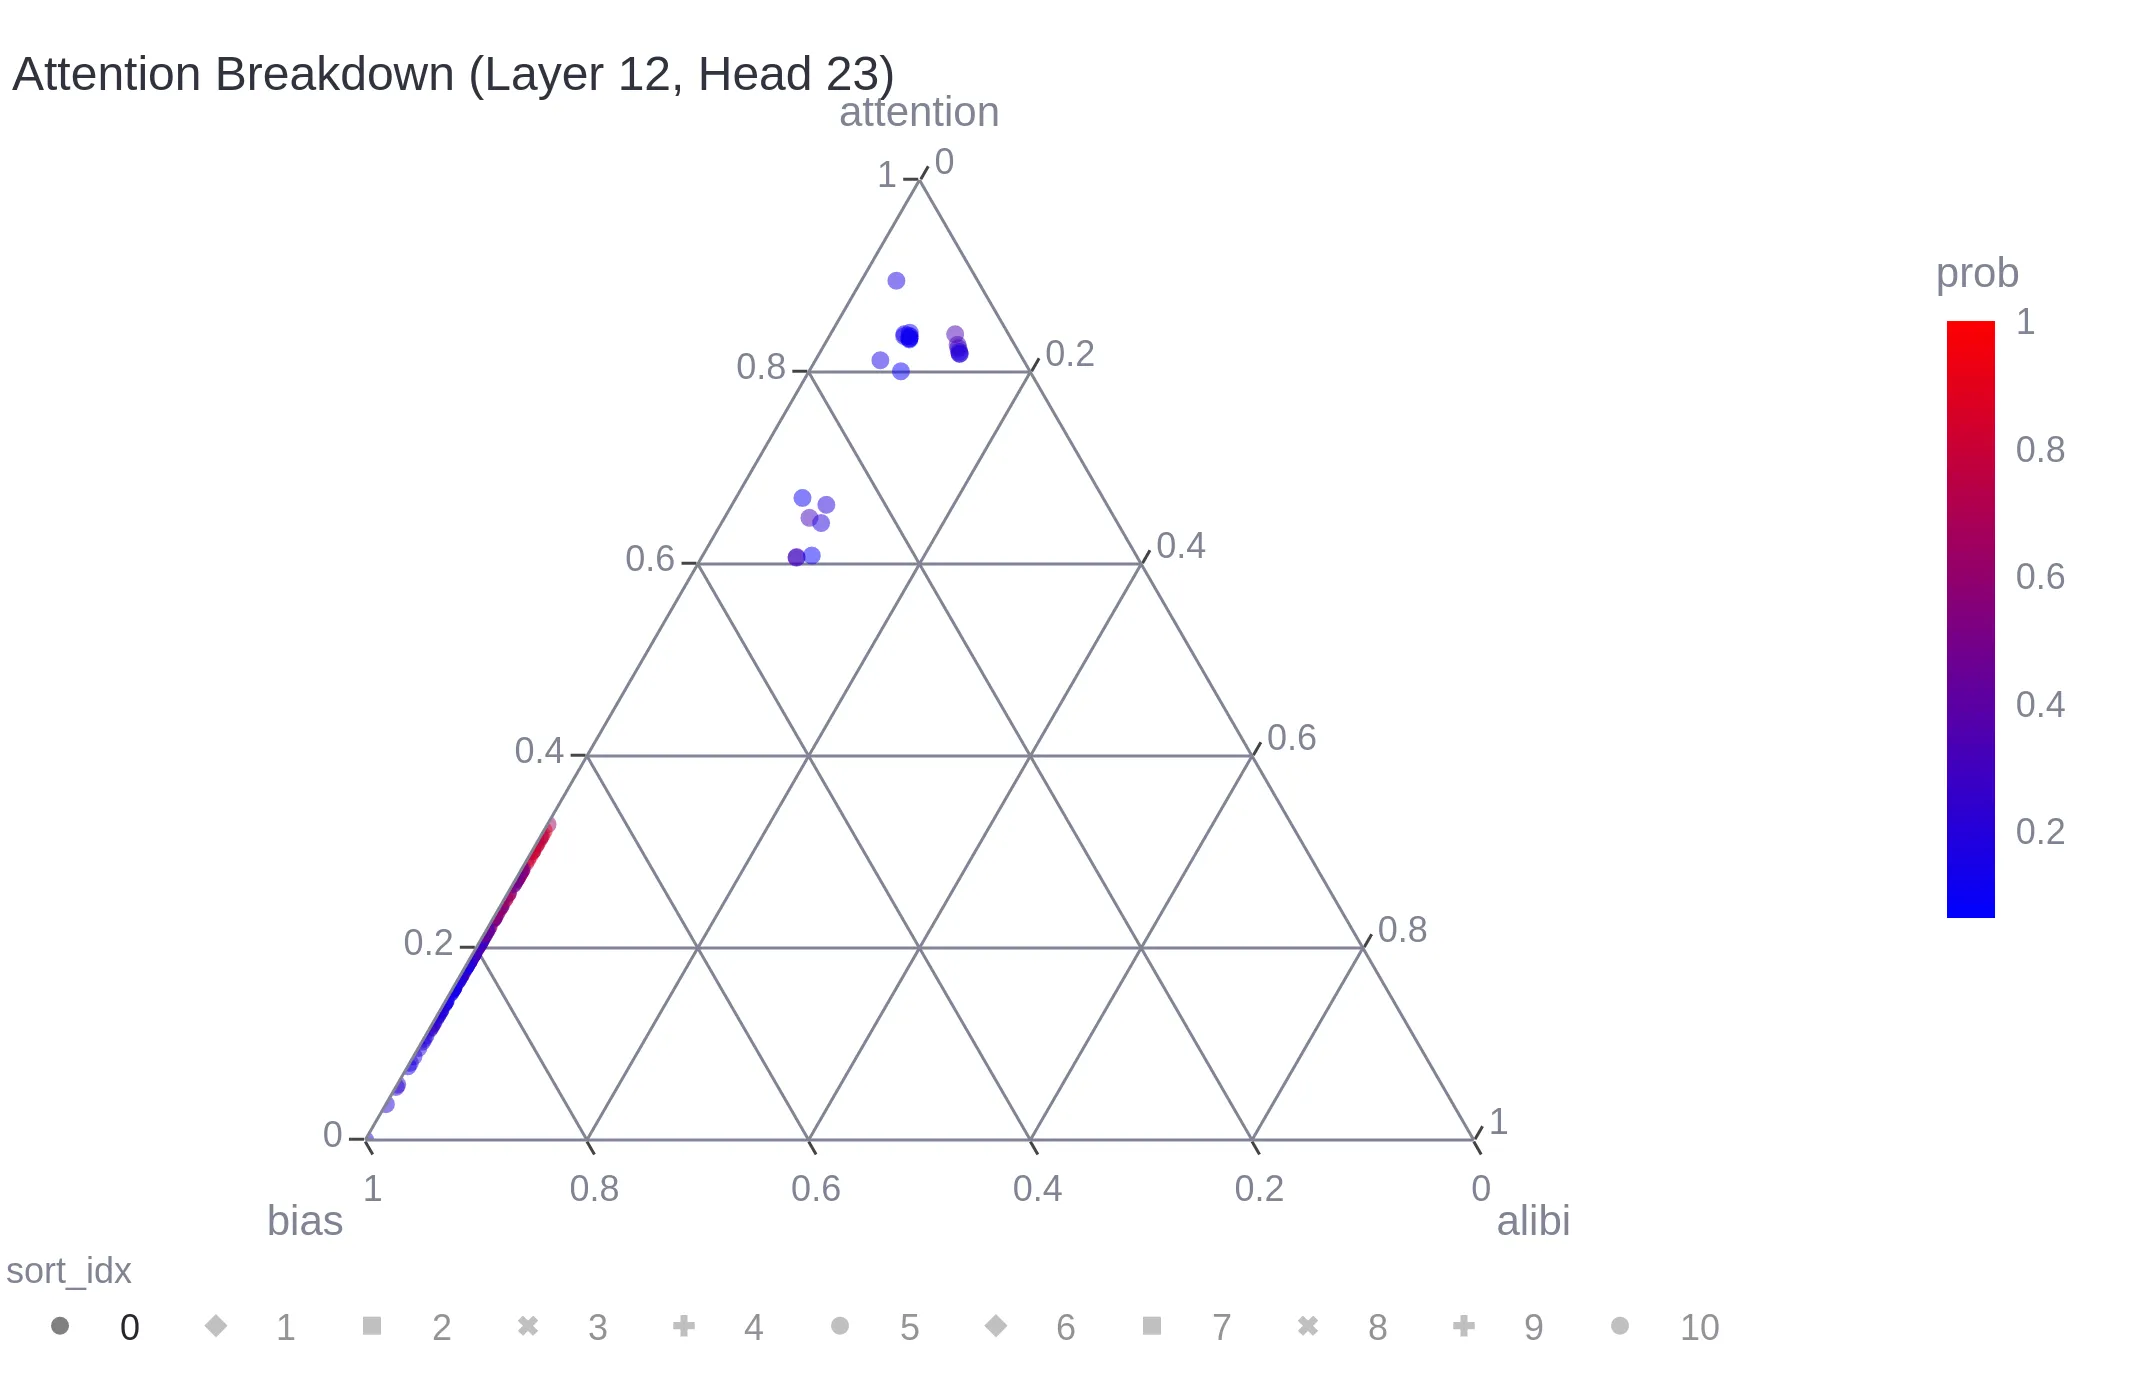 Attention Breakdown (Layer 12, Head 23)
attention
1 0
0.8 0.2
0.6 0.4
0.4 0.6
0.2 0.8
0 1
1 0.8 0.6 0.4 0.2 0
bias alibi
prob
1
0.8
0.6
0.4
0.2
sort_idx
0 1 2 3 4 5 6 7 8 9 10